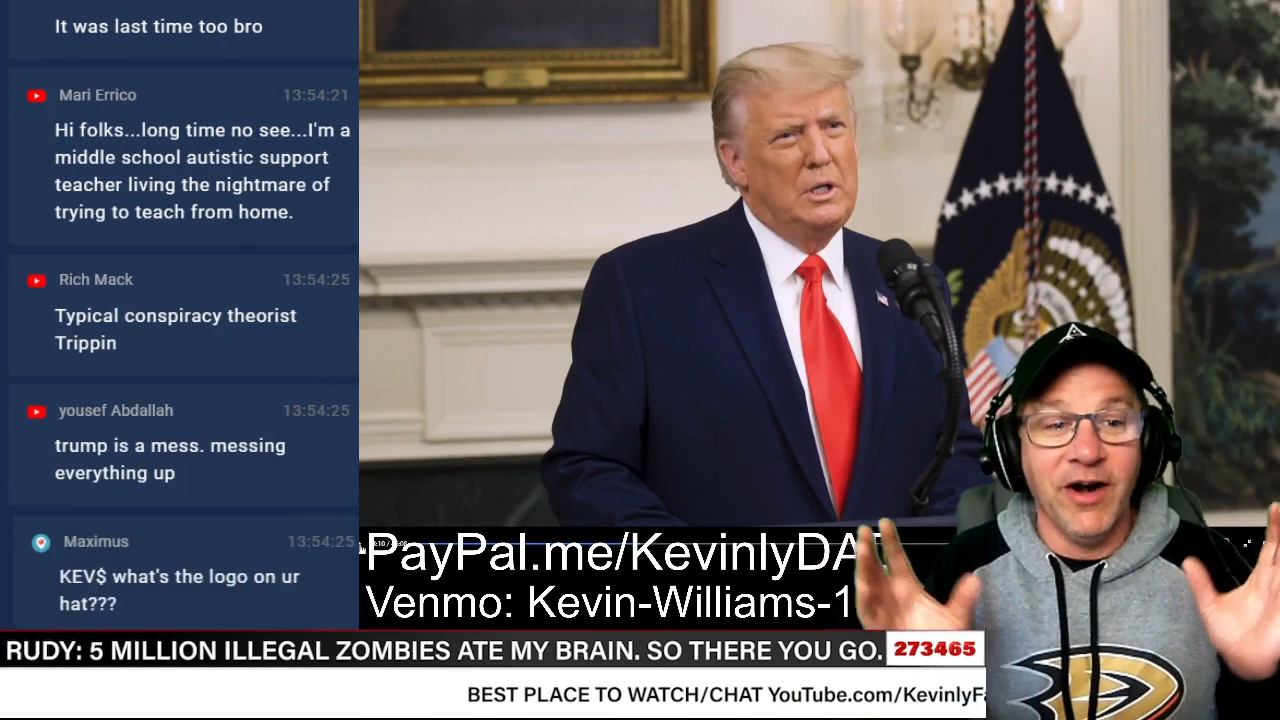 It was last time too bro
Mari Errico 13:54:21
Hi folks...long time no see...I'm a
middle school autistic support
teacher living the nightmare of
trying to teach from home.
Rich Mack 13:54:25
Typical conspiracy theorist
Trippin
yousef Abdallah 13:54:25
trump is a mess. messing
everything up
Maximus 13:54:25
KEV$ what's the logo on ur
hat???
PayPal.me/KevinlyDA
Venmo: Kevin-Williams-1
RUDY: 5 MILLION ILLEGAL ZOMBIES ATE MY BRAIN. SO THERE YOU GO. 273465
BEST PLACE TO WATCH/CHAT YouTube.com/KevinlyFa